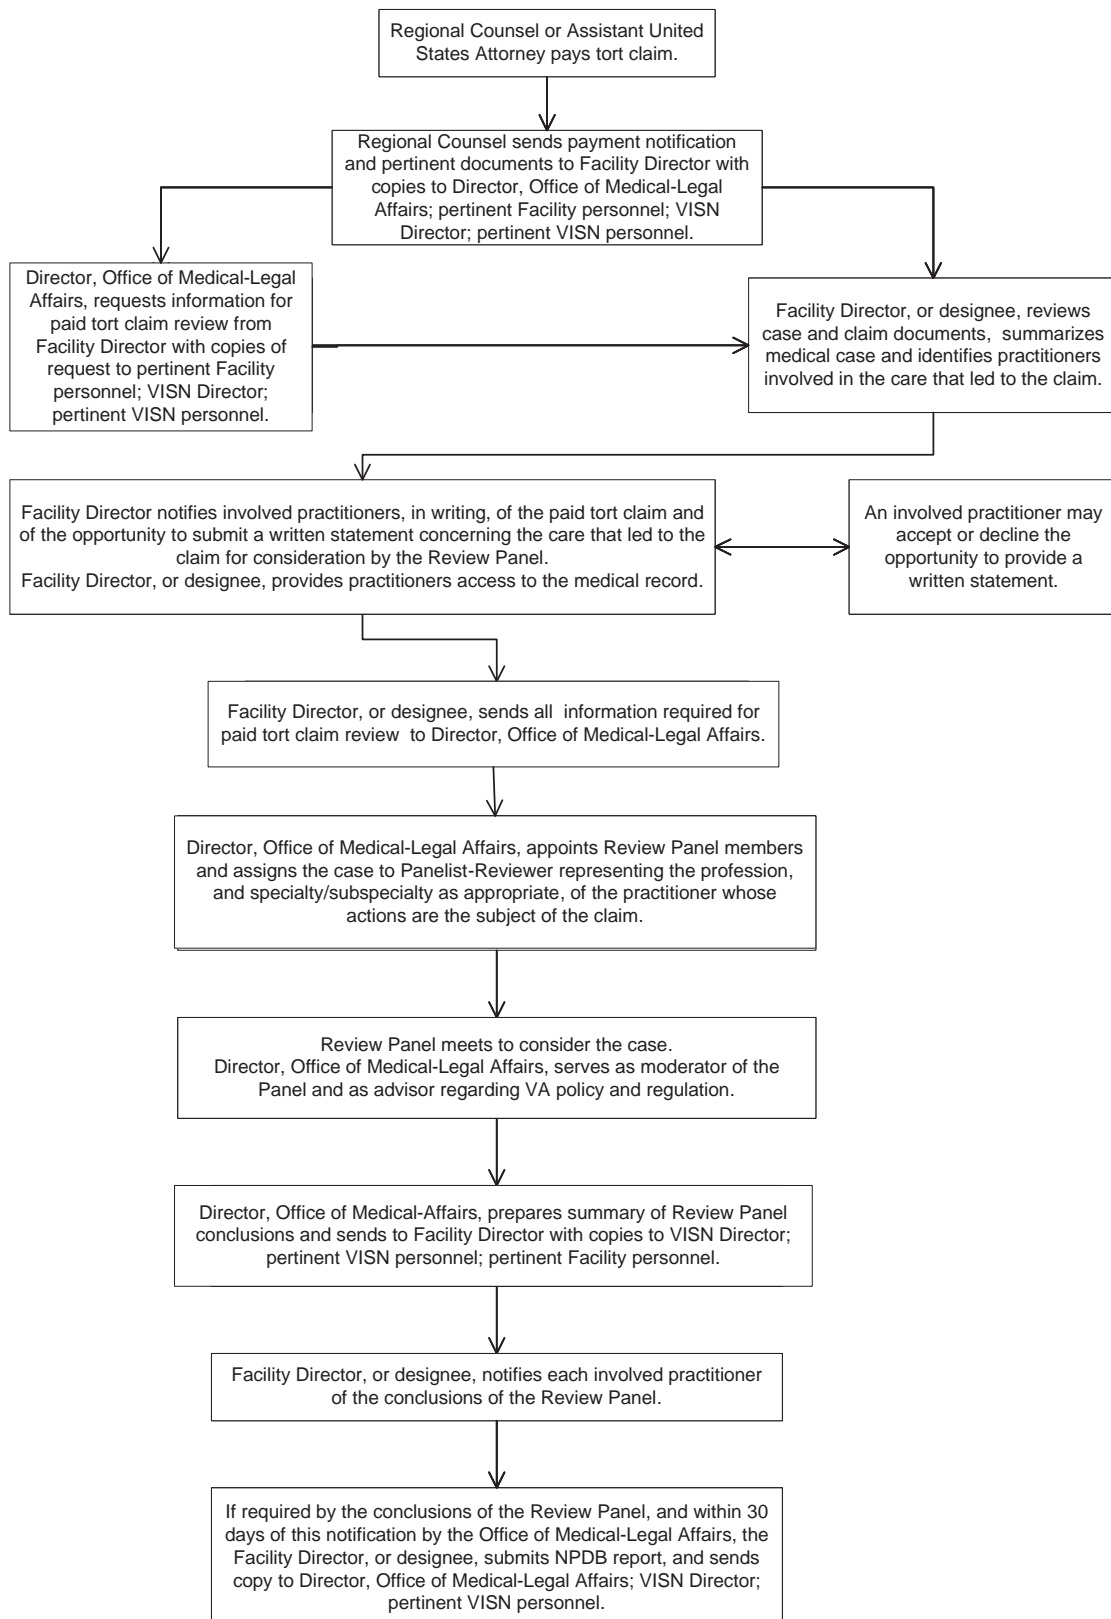 Regional Counsel or Assistant United
States Attorney pays tort claim.
Regional Counsel sends payment notification
and pertinent documents to Facility Director with
copies to Director, Office of Medical-Legal
Affairs; pertinent Facility personnel; VISN
Director; pertinent VISN personnel.
Director, Office of Medical-Legal
Affairs, requests information for
paid tort claim review from
Facility Director with copies of
request to pertinent Facility
personnel; VISN Director;
pertinent VISN personnel.
Facility Director, or designee, reviews
case and claim documents, summarizes
medical case and identifies practitioners
involved in the care that led to the claim.
Facility Director notifies involved practitioners, in writing, of the paid tort claim and
of the opportunity to submit a written statement concerning the care that led to the
claim for consideration by the Review Panel.
Facility Director, or designee, provides practitioners access to the medical record.
An involved practitioner may
accept or decline the
opportunity to provide a
written statement.
Facility Director, or designee, sends all information required for
paid tort claim review to Director, Office of Medical-Legal Affairs.
Director, Office of Medical-Legal Affairs, appoints Review Panel members
and assigns the case to Panelist-Reviewer representing the profession,
and specialty/subspecialty as appropriate, of the practitioner whose
actions are the subject of the claim.
Review Panel meets to consider the case.
Director, Office of Medical-Legal Affairs, serves as moderator of the
Panel and as advisor regarding VA policy and regulation.
Director, Office of Medical-Affairs, prepares summary of Review Panel
conclusions and sends to Facility Director with copies to VISN Director;
pertinent VISN personnel; pertinent Facility personnel.
Facility Director, or designee, notifies each involved practitioner
of the conclusions of the Review Panel.
If required by the conclusions of the Review Panel, and within 30
days of this notification by the Office of Medical-Legal Affairs, the
Facility Director, or designee, submits NPDB report, and sends
copy to Director, Office of Medical-Legal Affairs; VISN Director;
pertinent VISN personnel.